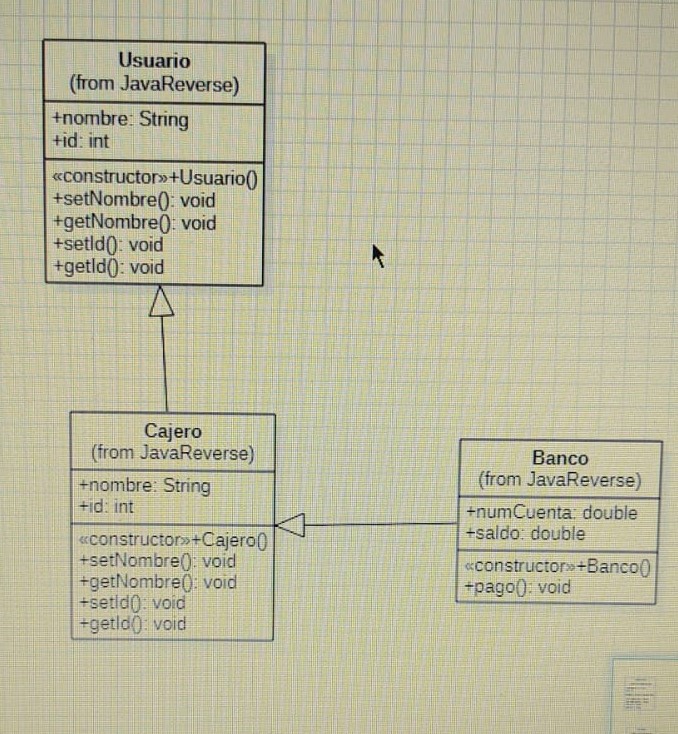 Usuario
(from JavaReverse)
+nombre: String
+id: int
«constructor»+Usuario()
+setNombre(): void
+getNombre(): void
+setId(): void
+getId(): void
Cajero
(from JavaReverse)
+nombre: String
+id: int
«constructor»+Cajero()
+setNombre(): void
+getNombre(): void
+setId(): void
+getId(): void
Banco
(from JavaReverse)
+numCuenta: double
+saldo: double
«constructor»+Banco()
+pago(): void